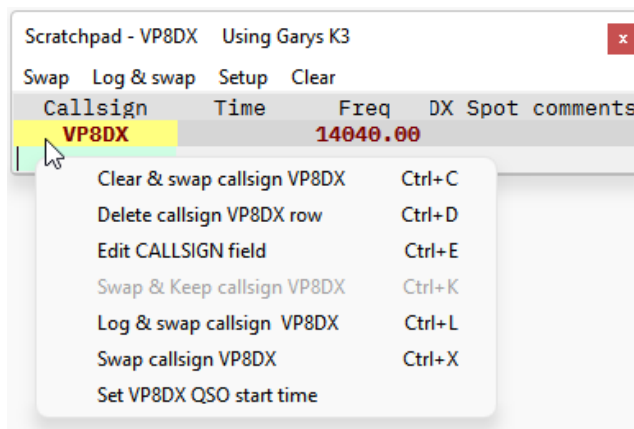 Scratchpad - VP8DX Using Garys K3 x
Swap Log & swap Setup Clear
Callsign Time Freq DX Spot comments
VP8DX 14040.00
Clear & swap callsign VP8DX Ctrl+C
Delete callsign VP8DX row Ctrl+D
Edit CALLSIGN field Ctrl+E
Swap & Keep callsign VP8DX Ctrl+K
Log & swap callsign VP8DX Ctrl+L
Swap callsign VP8DX Ctrl+X
Set VP8DX QSO start time